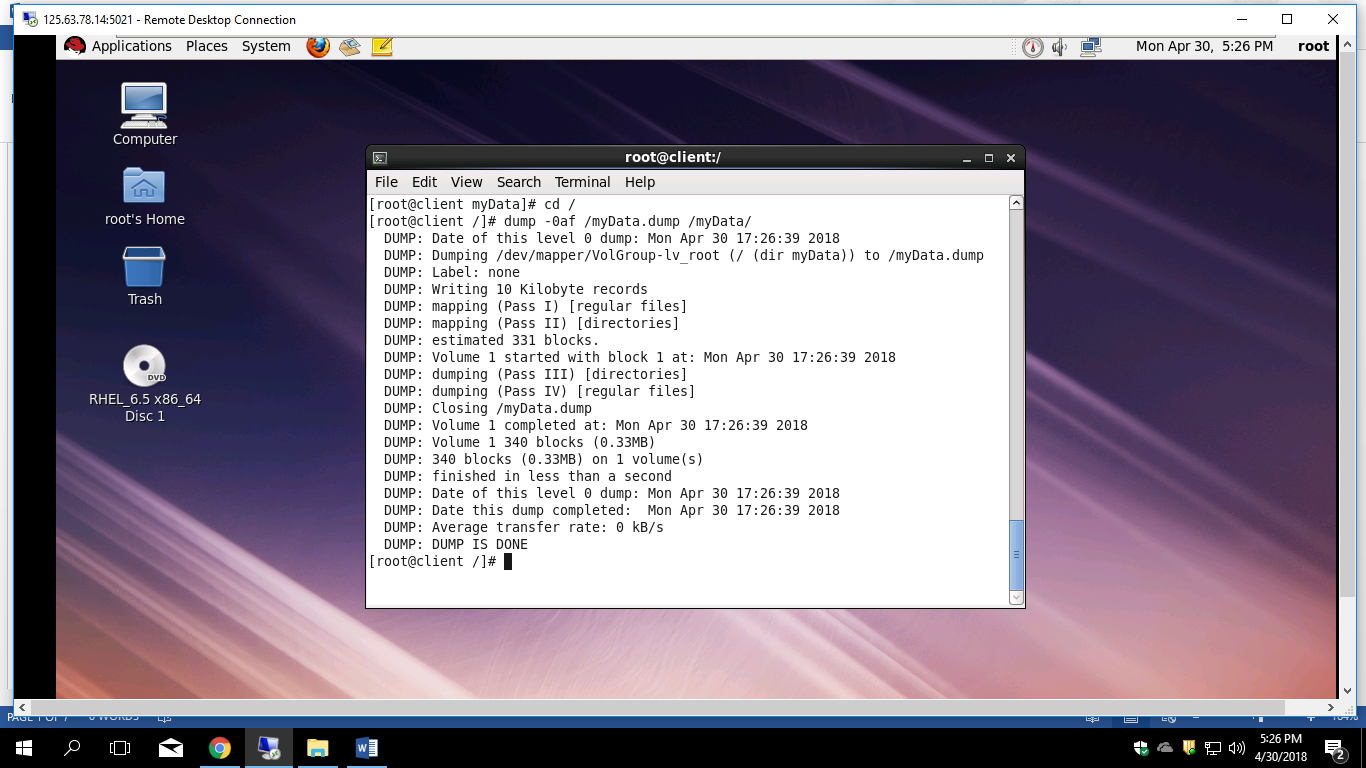 125.63.78.14:5021 - Remote Desktop Connection
Applications Places System Mon Apr 30, 5:26 PM root
Computer
root's Home
Trash
DVD
RHEL_6.5 x86_64
Disc 1
root@client:/
File Edit View Search Terminal Help
[root@client myData]# cd /
[root@client /]# dump -0af /myData.dump /myData/
DUMP: Date of this level 0 dump: Mon Apr 30 17:26:39 2018
DUMP: Dumping /dev/mapper/VolGroup-lv_root (/ (dir myData)) to /myData.dump
DUMP: Label: none
DUMP: Writing 10 Kilobyte records
DUMP: mapping (Pass I) [regular files]
DUMP: mapping (Pass II) [directories]
DUMP: estimated 331 blocks.
DUMP: Volume 1 started with block 1 at: Mon Apr 30 17:26:39 2018
DUMP: dumping (Pass III) [directories]
DUMP: dumping (Pass IV) [regular files]
DUMP: Closing /myData.dump
DUMP: Volume 1 completed at: Mon Apr 30 17:26:39 2018
DUMP: Volume 1 340 blocks (0.33MB)
DUMP: 340 blocks (0.33MB) on 1 volume(s)
DUMP: finished in less than a second
DUMP: Date of this level 0 dump: Mon Apr 30 17:26:39 2018
DUMP: Date this dump completed:  Mon Apr 30 17:26:39 2018
DUMP: Average transfer rate: 0 kB/s
DUMP: DUMP IS DONE
[root@client /]#
PAGE 1 OF 7 0 WORDS
5:26 PM
4/30/2018
2